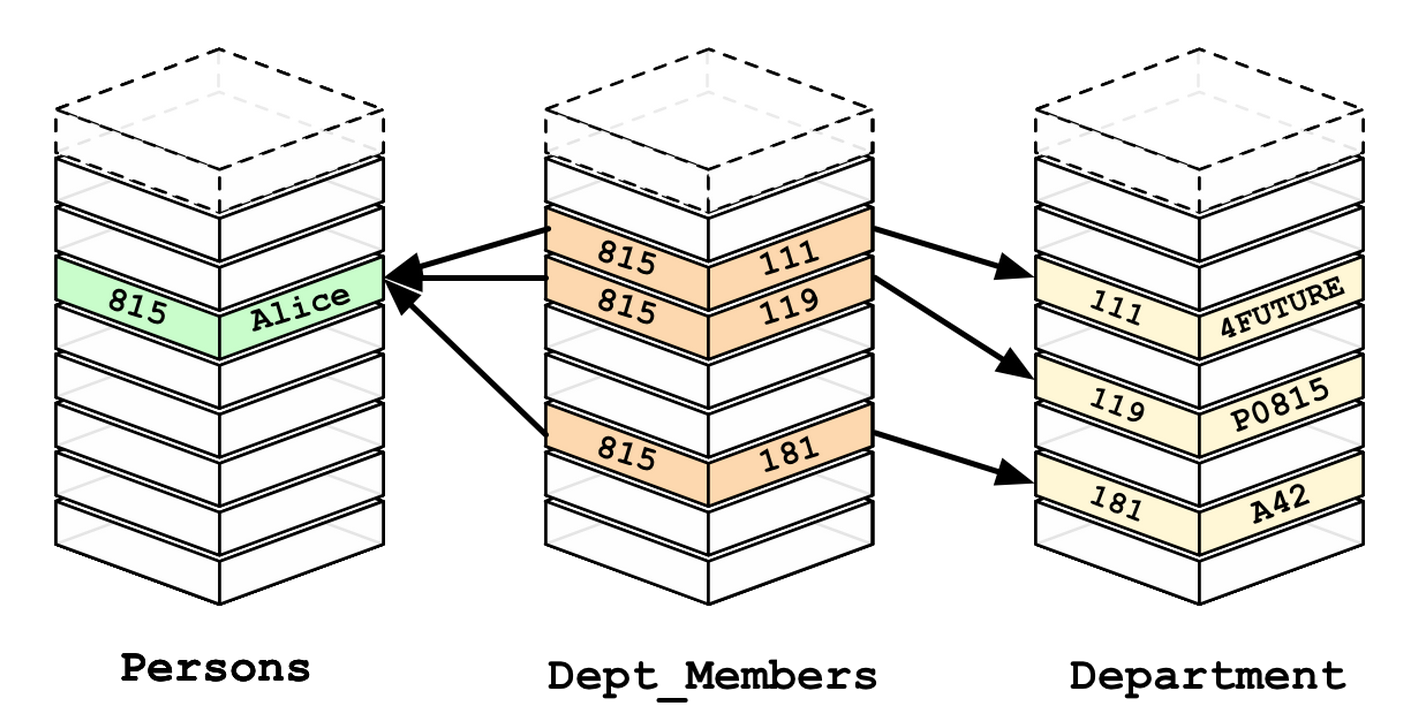 815 Alice
815 111
815 119
815 181
111 4FUTURE
119 P0815
181 A42
Persons
Dept_Members
Department